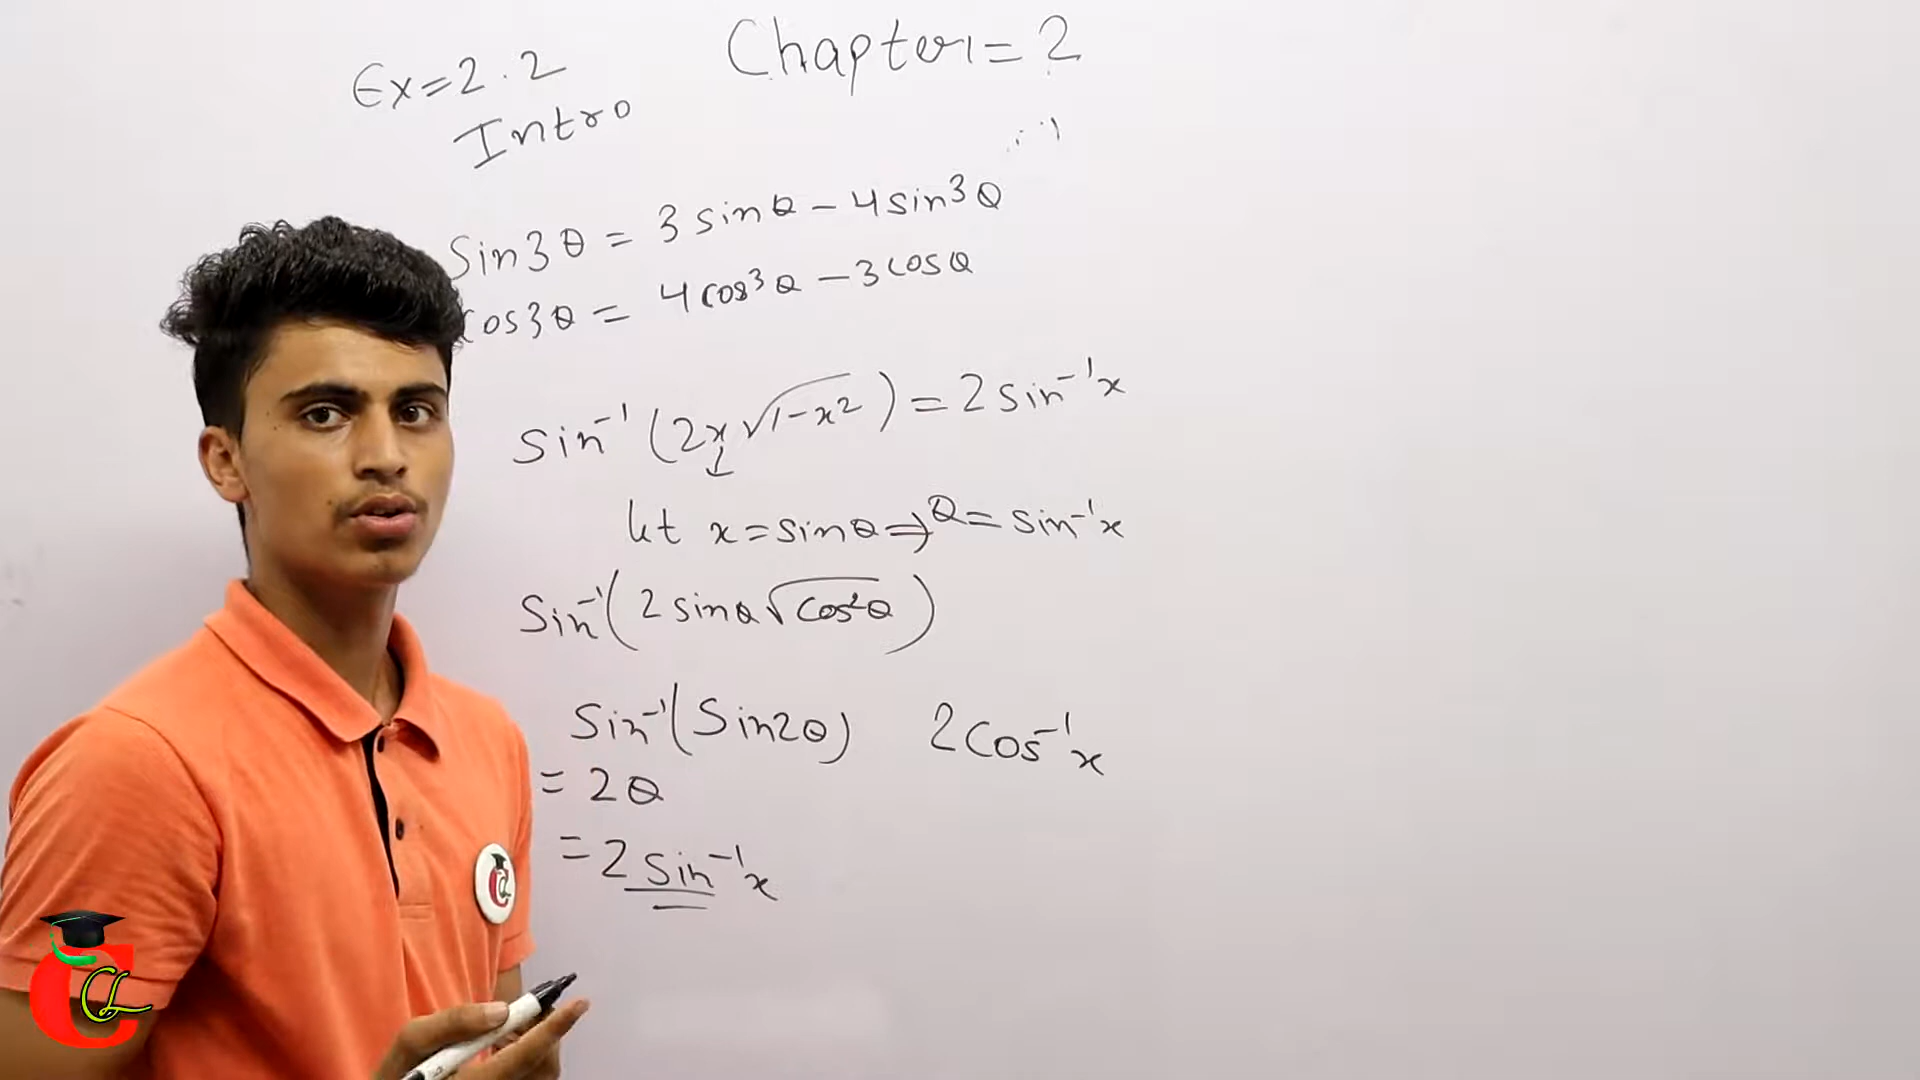 Ex=2.2
Intro
Chapter=2
Sin3θ = 3sinθ - 4sin³θ
Cos3θ = 4cos³θ - 3cosθ
Sin⁻¹(2x√1-x²) = 2sin⁻¹x
let x=sinθ ⇒ θ = sin⁻¹x
Sin⁻¹(2sinθ√cos²θ)
Sin⁻¹(Sin2θ) 2Cos⁻¹x
= 2θ
= 2sin⁻¹x
CL